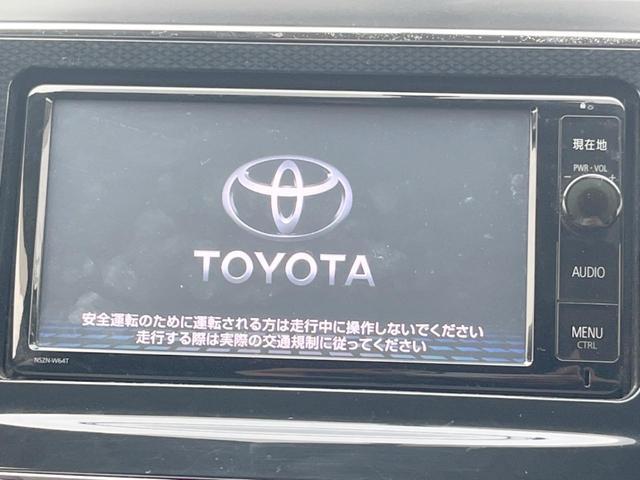 現在地
PWR・VOL
− +
AUDIO
MENU
CTRL
TOYOTA
安全運転のために運転される方は走行中に操作しないでください
走行する際は実際の交通規制に従ってください
NSZN-W64T